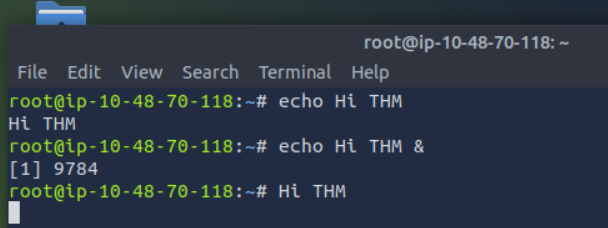 root@ip-10-48-70-118: ~
File Edit View Search Terminal Help
root@ip-10-48-70-118:~# echo Hi THM
Hi THM
root@ip-10-48-70-118:~# echo Hi THM &
[1] 9784
root@ip-10-48-70-118:~# Hi THM